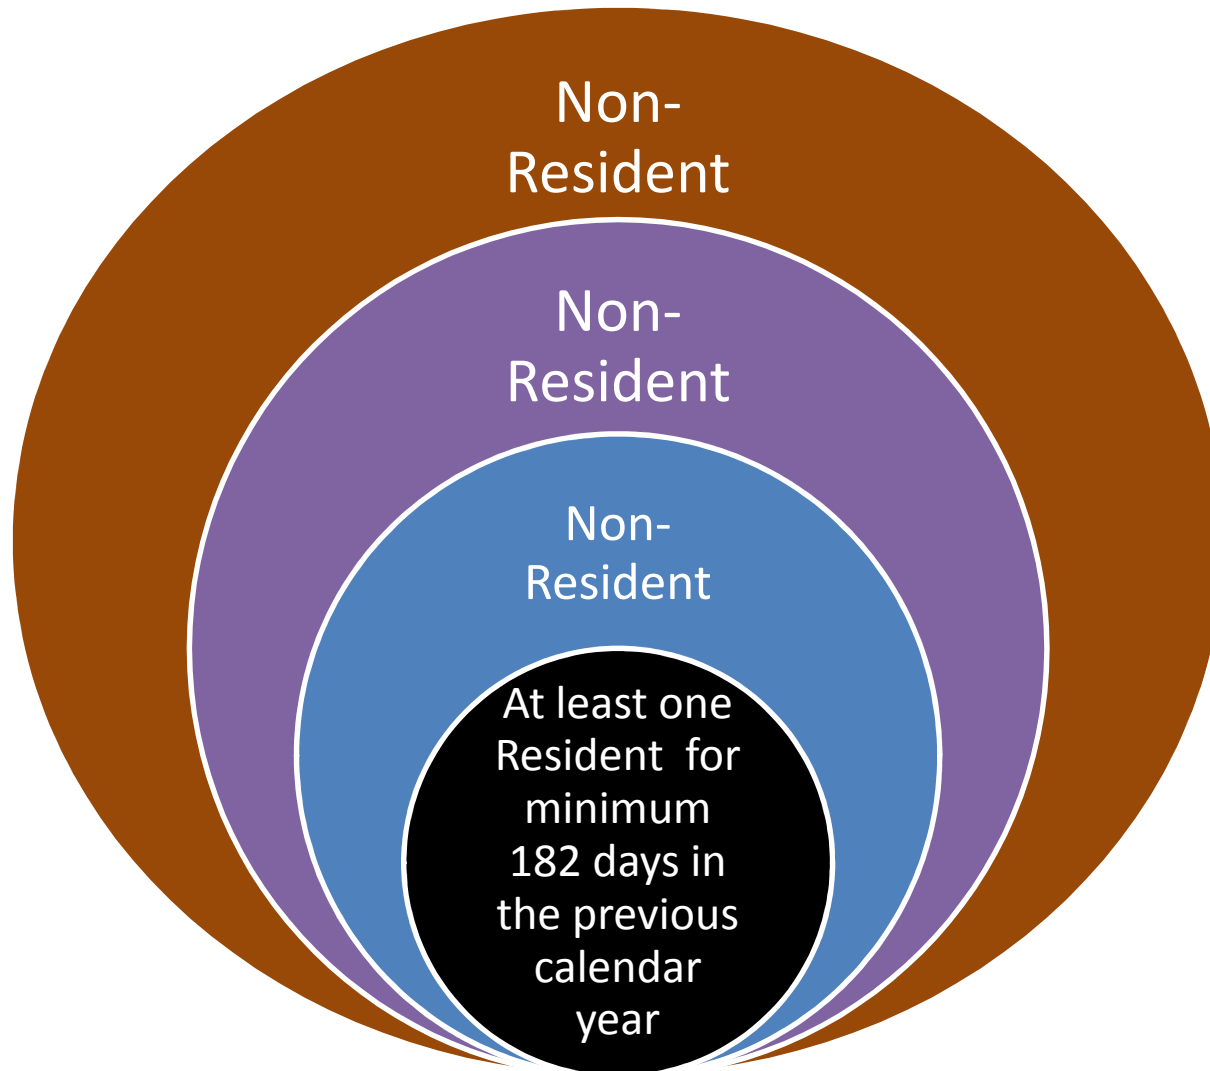 Non-
Resident
Non-
Resident
Non-
Resident
At least one
Resident for
minimum
182 days in
the previous
calendar
year